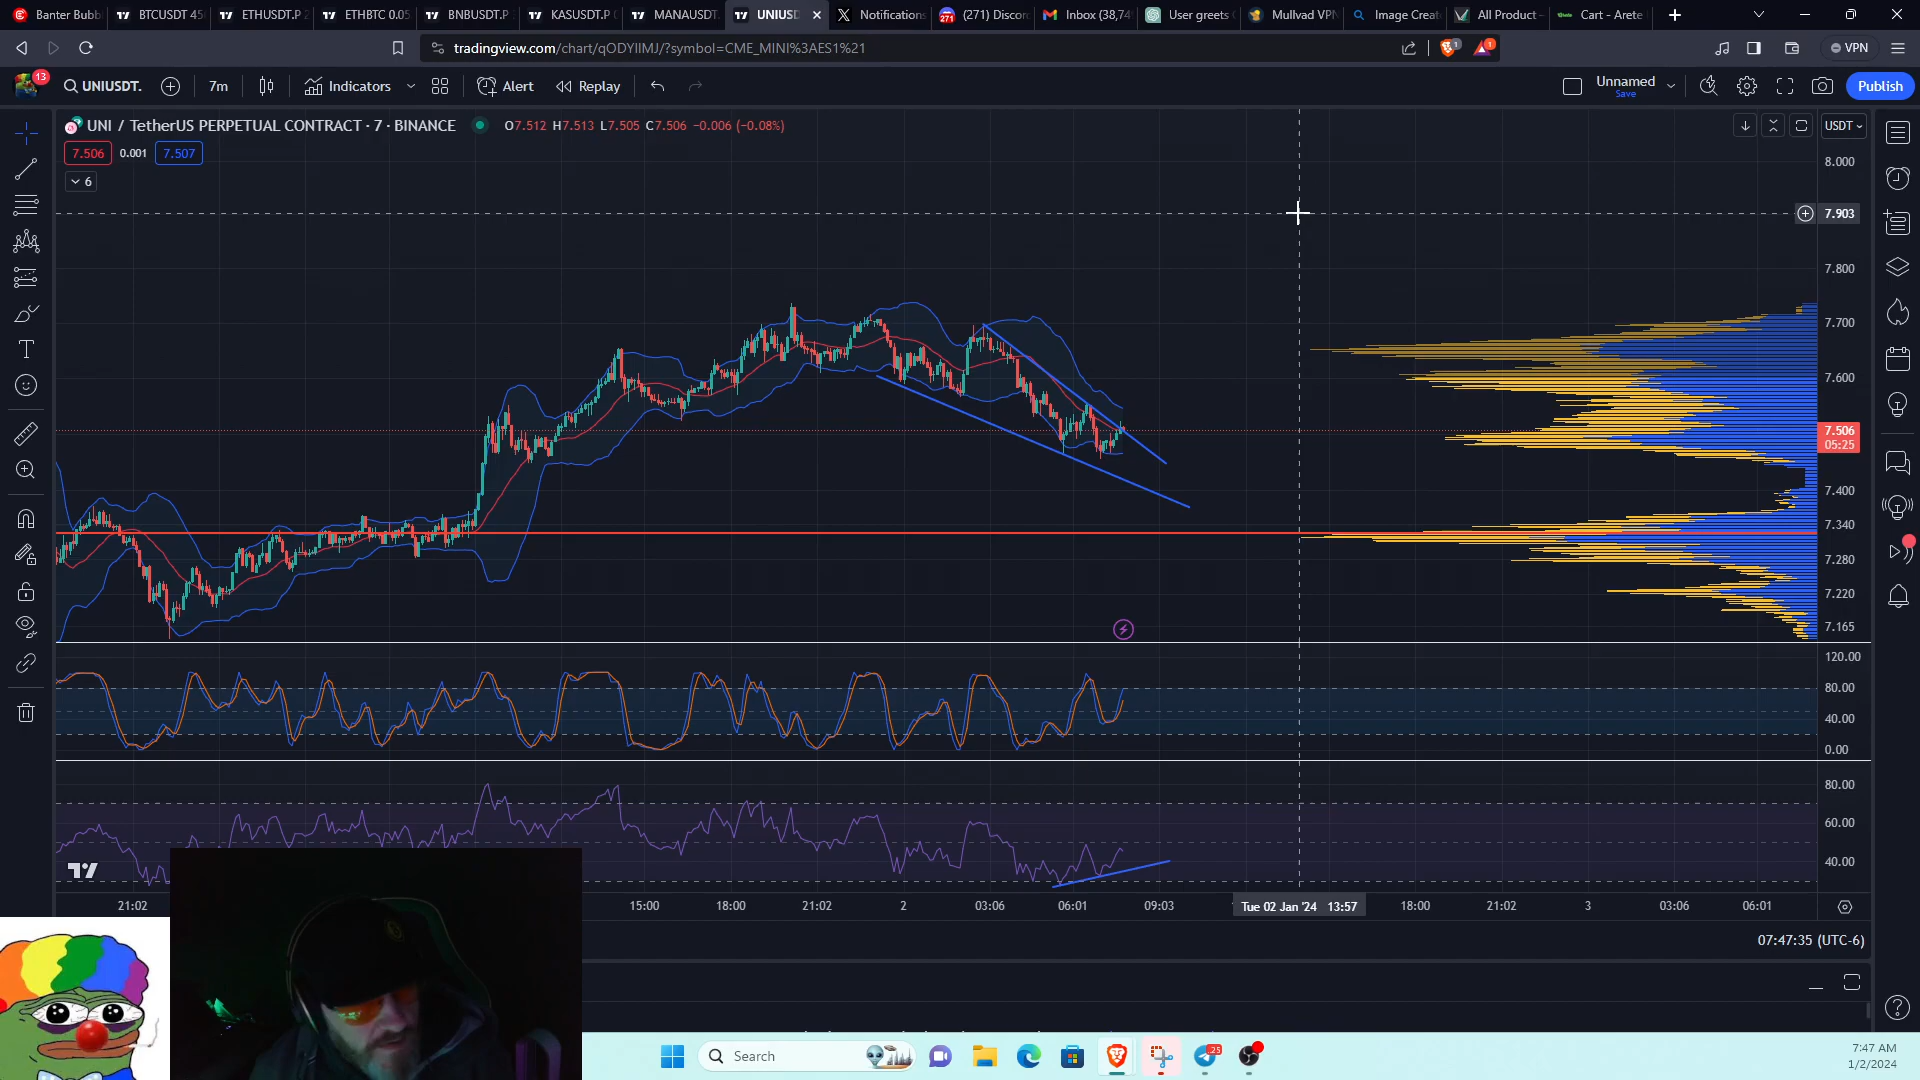 Banter Bubb
BTCUSDT 45
ETHUSDT.P 2
ETHBTC 0.05
BNBUSDT.P
KASUSDT.P
MANAUSDT.
UNIUSD
Notifications
(271) Discor
Inbox (38,74
User greets
Mullvad VPN
Image Creat
All Product
Cart - Arete
tradingview.com/chart/qODYIIMJ/?symbol=CME_MINI%3AES1%21
1
1
VPN
13
UNIUSDT.
7m
Indicators
Alert
Replay
Unnamed
Save
Publish
UNI / TetherUS PERPETUAL CONTRACT · 7 · BINANCE
O7.512 H7.513 L7.505 C7.506 −0.006 (−0.08%)
USDT
7.506
0.001
7.507
6
8.000
7.903
7.800
7.700
7.600
7.506
05:25
7.400
7.340
7.280
7.220
7.165
120.00
80.00
40.00
0.00
80.00
60.00
40.00
21:02
15:00
18:00
21:02
2
03:06
06:01
09:03
Tue 02 Jan '24 13:57
18:00
21:02
3
03:06
06:01
07:47:35 (UTC-6)
Search
25
7:47 AM
1/2/2024